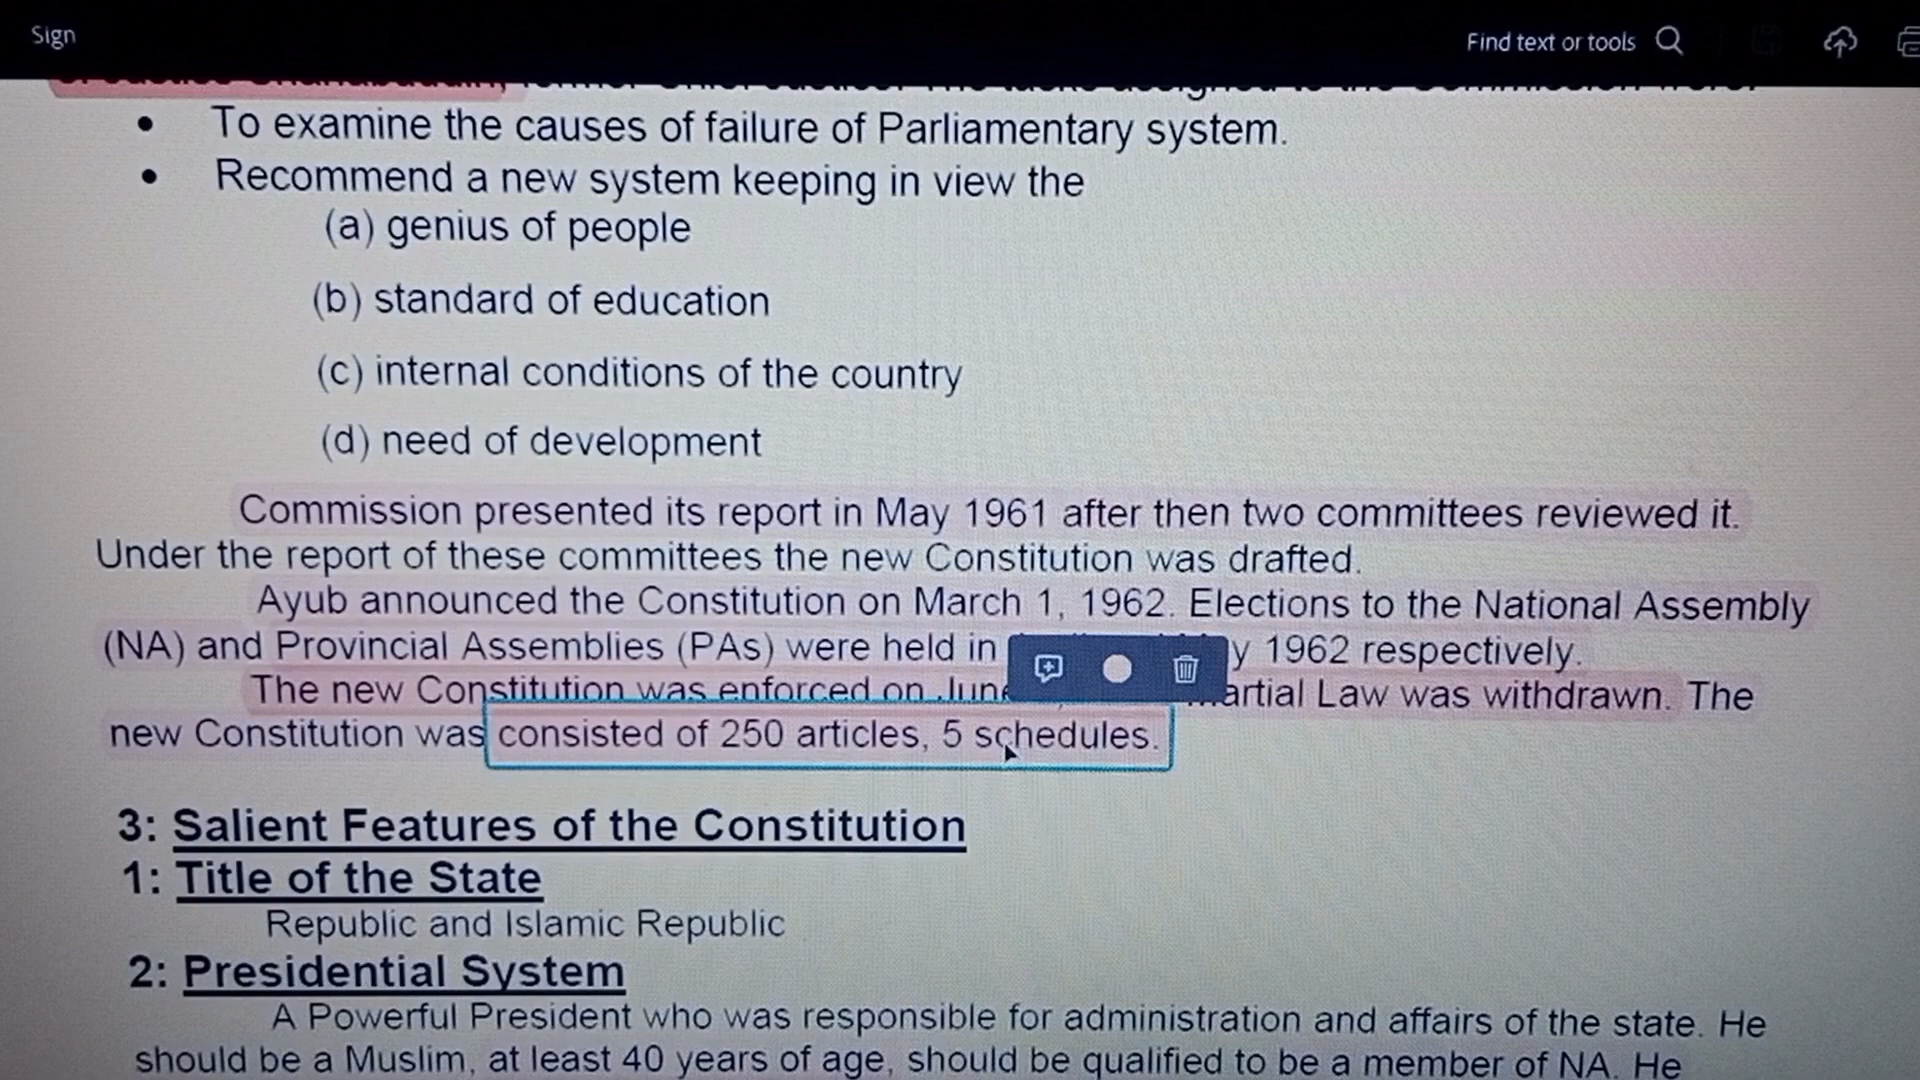 Sign
Find text or tools
To examine the causes of failure of Parliamentary system.
Recommend a new system keeping in view the
(a) genius of people
(b) standard of education
(c) internal conditions of the country
(d) need of development
Commission presented its report in May 1961 after then two committees reviewed it.
Under the report of these committees the new Constitution was drafted.
Ayub announced the Constitution on March 1, 1962. Elections to the National Assembly
(NA) and Provincial Assemblies (PAs) were held in y 1962 respectively.
The new Constitution was enforced on June artial Law was withdrawn. The
new Constitution was consisted of 250 articles, 5 schedules.
3: Salient Features of the Constitution
1: Title of the State
Republic and Islamic Republic
2: Presidential System
A Powerful President who was responsible for administration and affairs of the state. He
should be a Muslim, at least 40 years of age, should be qualified to be a member of NA. He